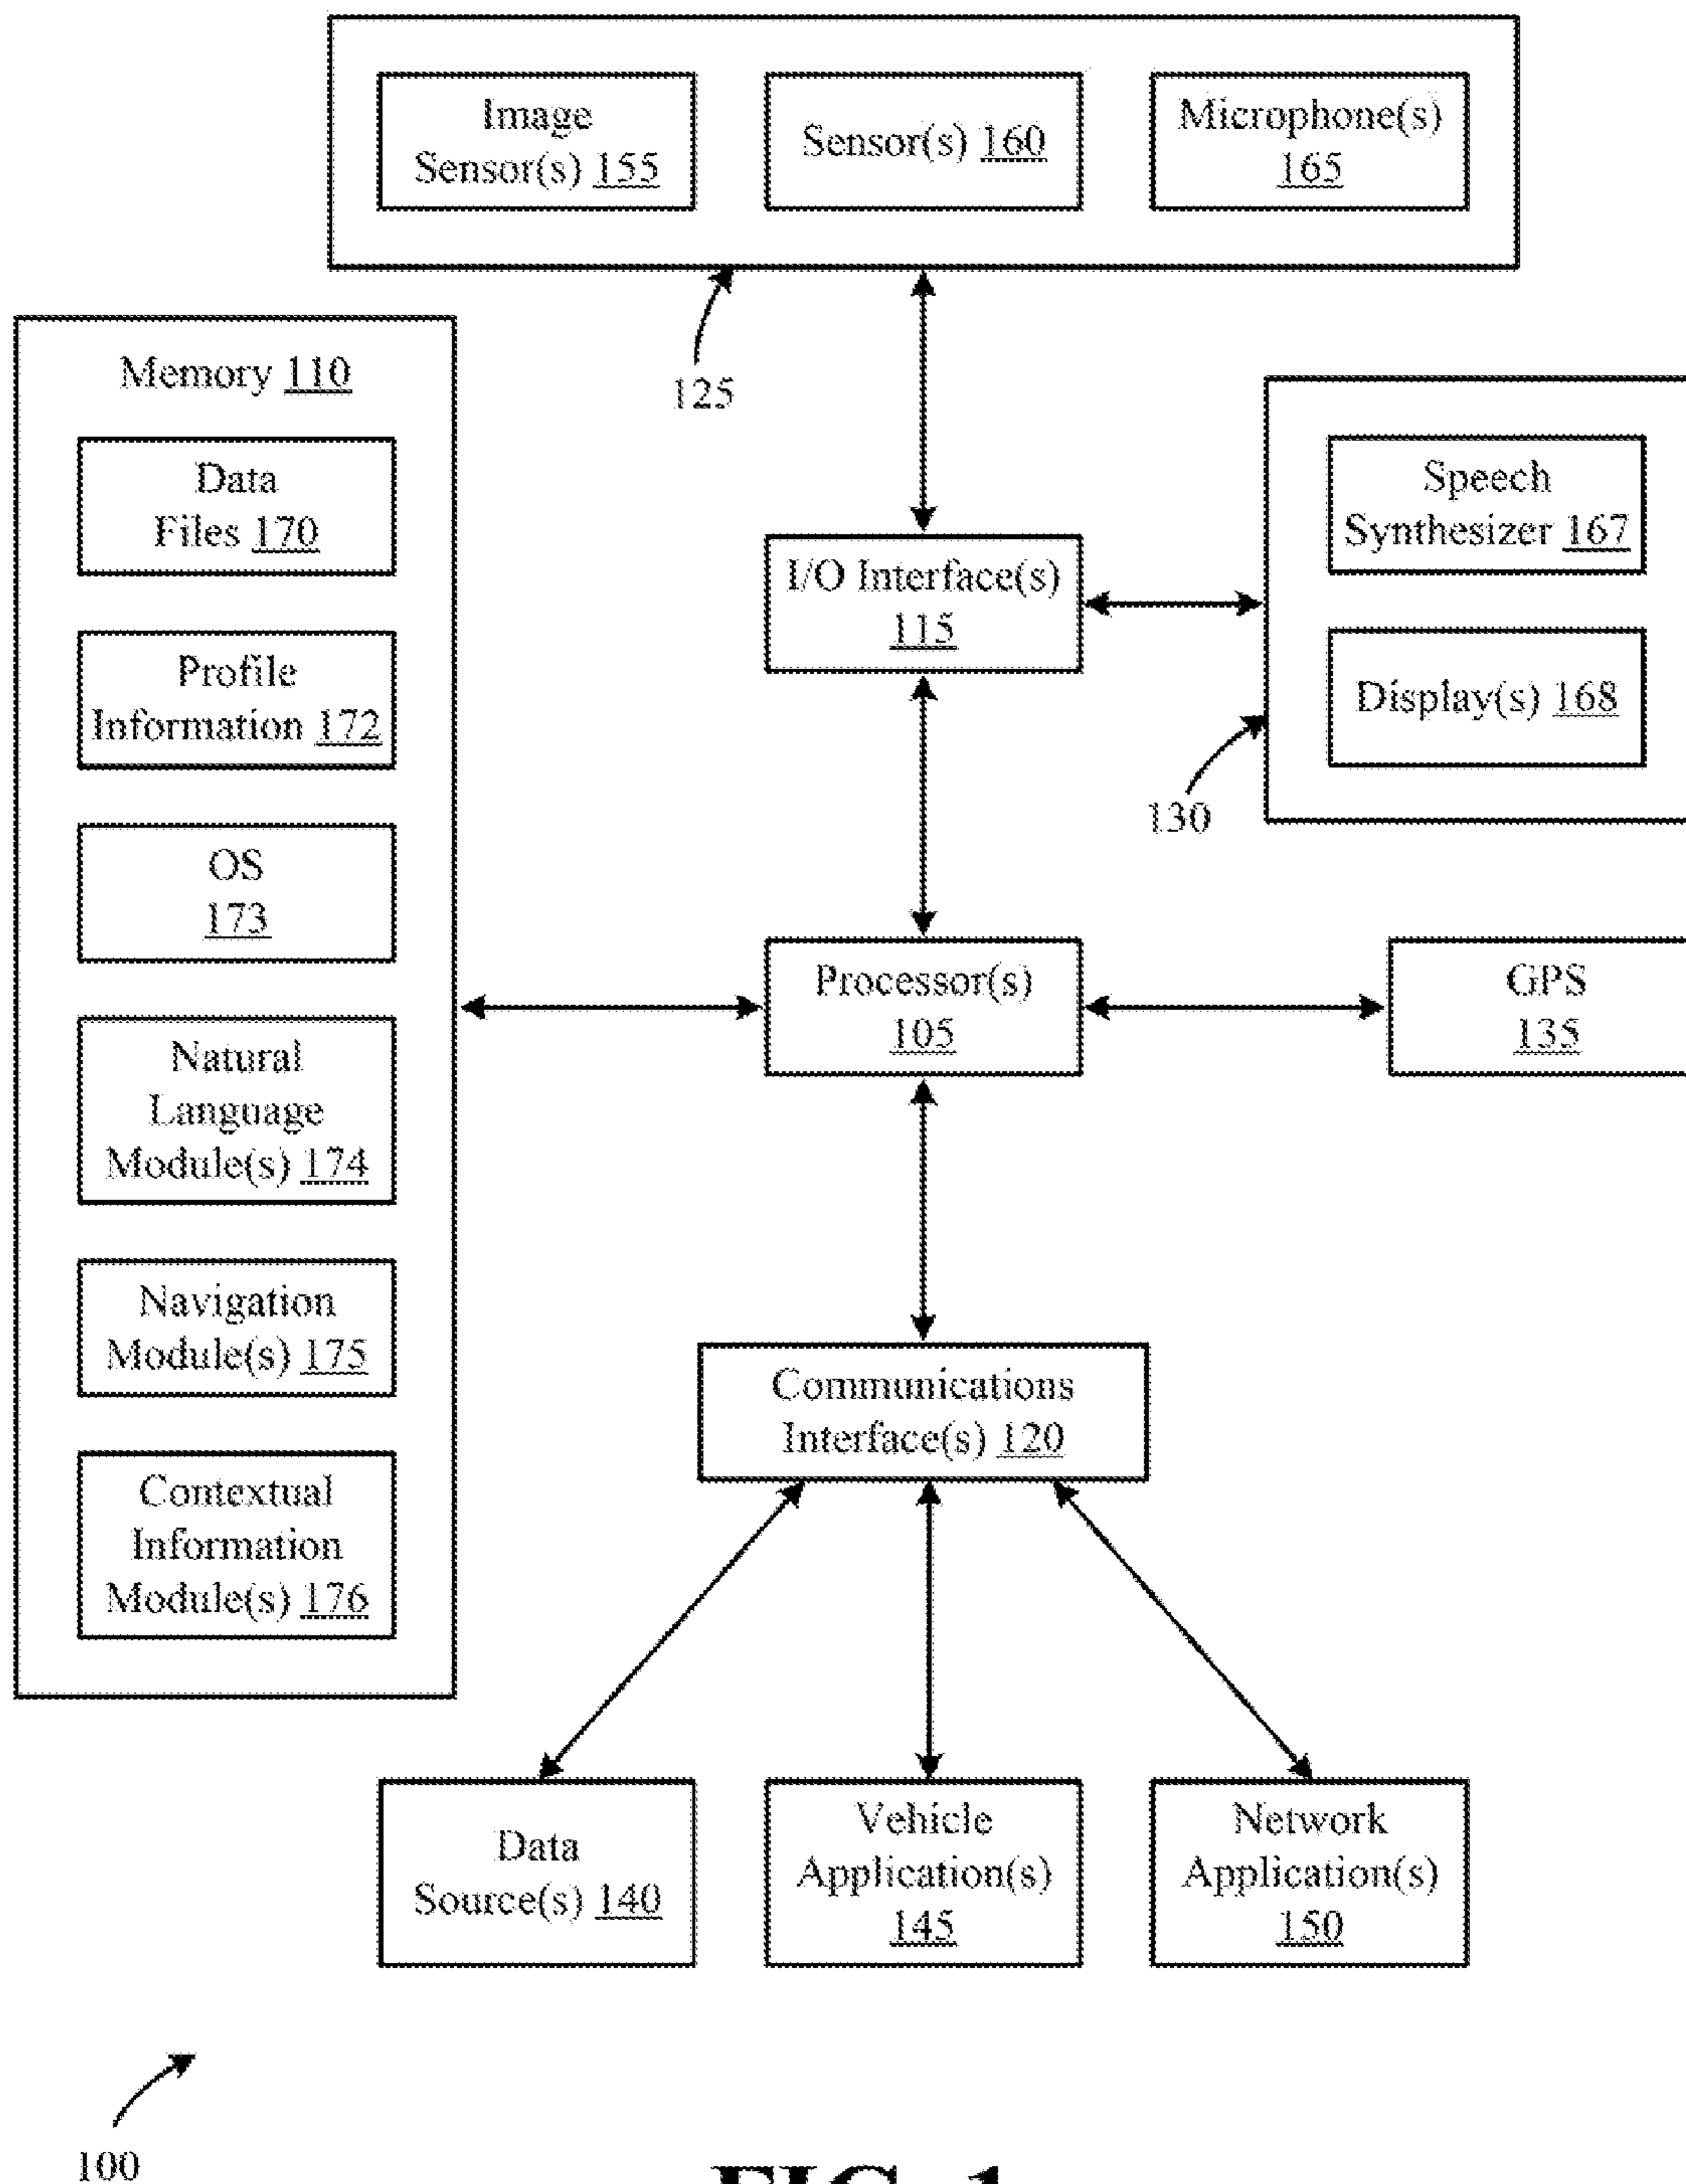 Image
Sensor(s) 155
Sensor(s) 160
Microphone(s)
165
125
Memory 110
Data
Files 170
Profile
Information 172
OS
173
Natural
Language
Module(s) 174
Navigation
Module(s) 175
Contextual
Information
Module(s) 176
I/O Interface(s)
115
Speech
Synthesizer 167
Display(s) 168
130
Processor(s)
105
GPS
135
Communications
Interface(s) 120
Data
Source(s) 140
Vehicle
Application(s)
145
Network
Application(s)
150
100
FIG. 1